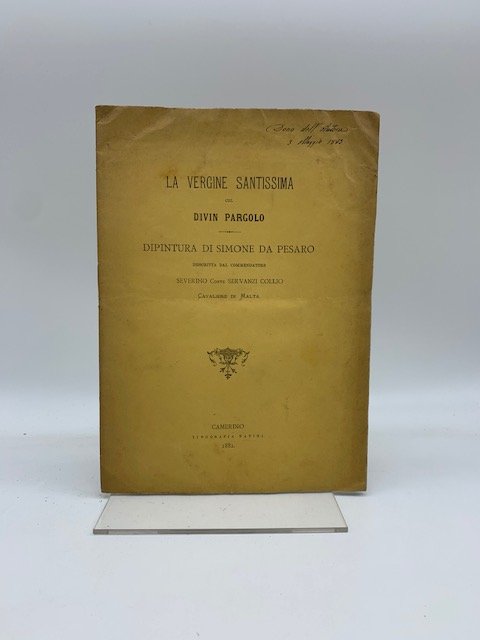 Dono dell' Autore
3 Maggio 1883
LA VERGINE SANTISSIMA
COL
DIVIN PARGOLO
DIPINTURA DI SIMONE DA PESARO
DESCRITTA DAL COMMENDATORE
SEVERINO CONTE SERVANZI COLLIO
CAVALIERE DI MALTA
CAMERINO
TIPOGRAFIA SAVINI
1882.